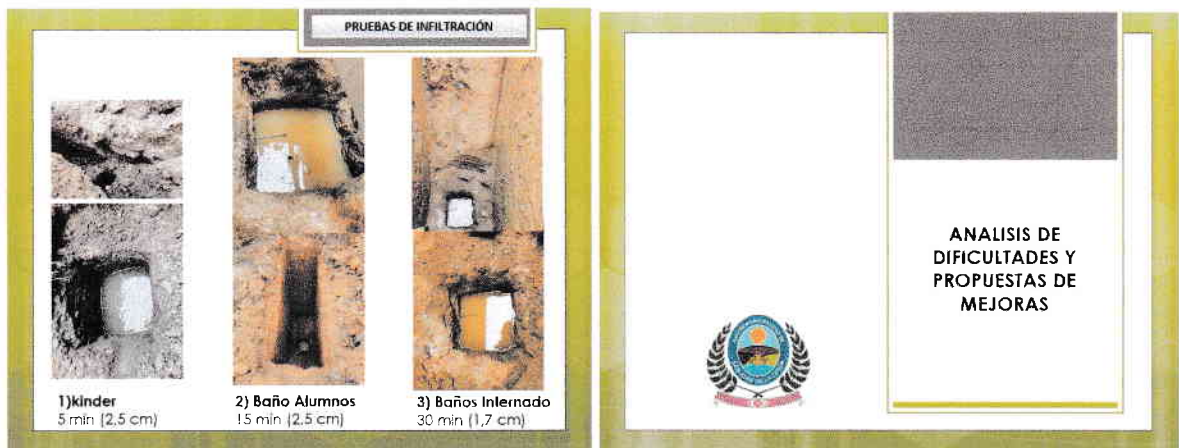 PRUEBAS DE INFILTRACIÓN
1)kinder
5 min (2,5 cm)
2) Baño Alumnos
15 min (2,5 cm)
3) Baños Internado
30 min (1,7 cm)
ANALISIS DE
DIFICULTADES Y
PROPUESTAS DE
MEJORAS